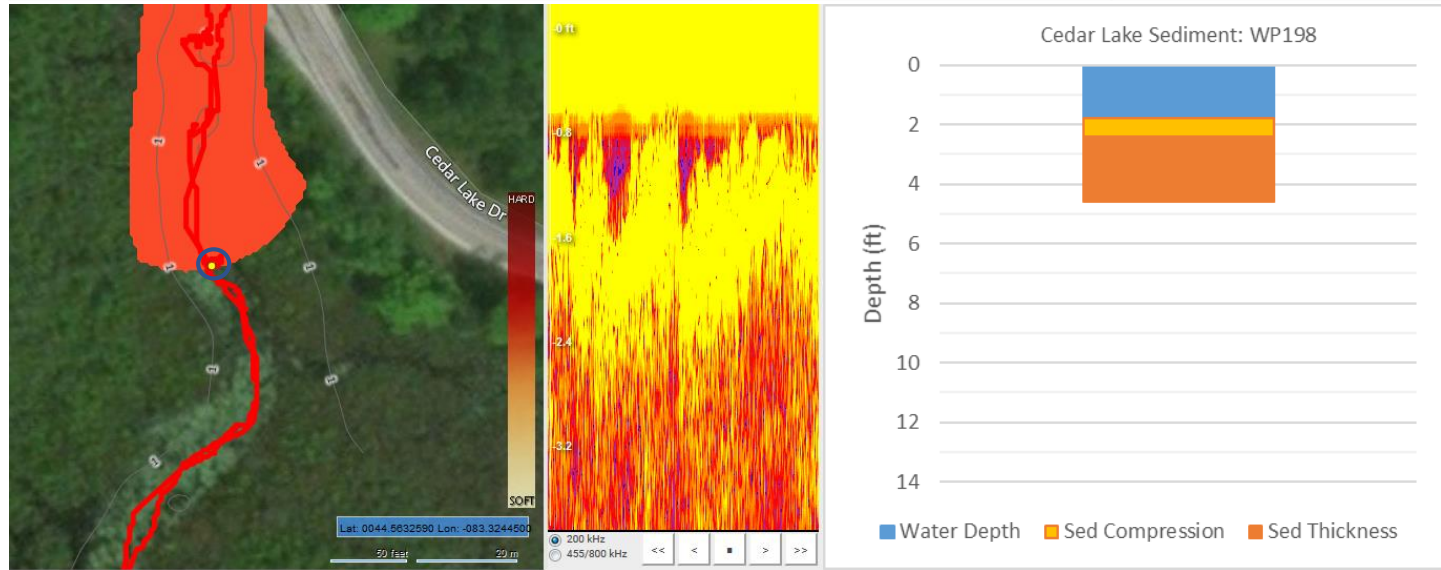 1
1
1
1
1
1
Cedar Lake Dr
HARD
SOFT
Lat: 0044.5632590 Lon: -083.3244500
50 feet
20 m
-0 ft
-0.8
-1.6
-2.4
-3.2
200 kHz
455/800 kHz
<<
<
■
>
>>
Cedar Lake Sediment: WP198
Depth (ft)
0
2
4
6
8
10
12
14
Water Depth
Sed Compression
Sed Thickness